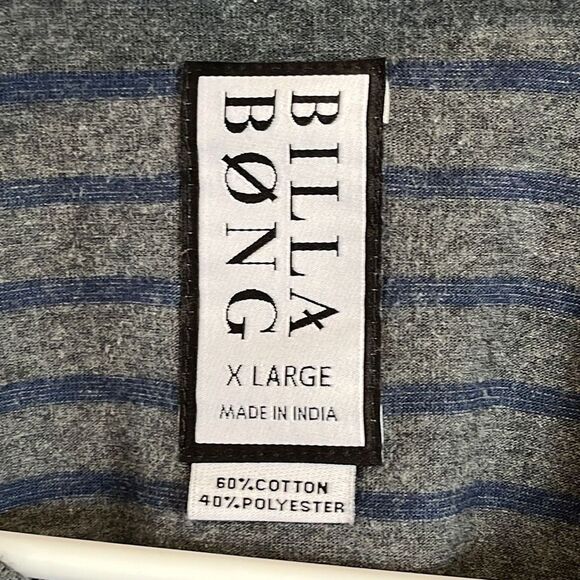 BILLA
BØNG
X LARGE
MADE IN INDIA
60%COTTON
40%POLYESTER